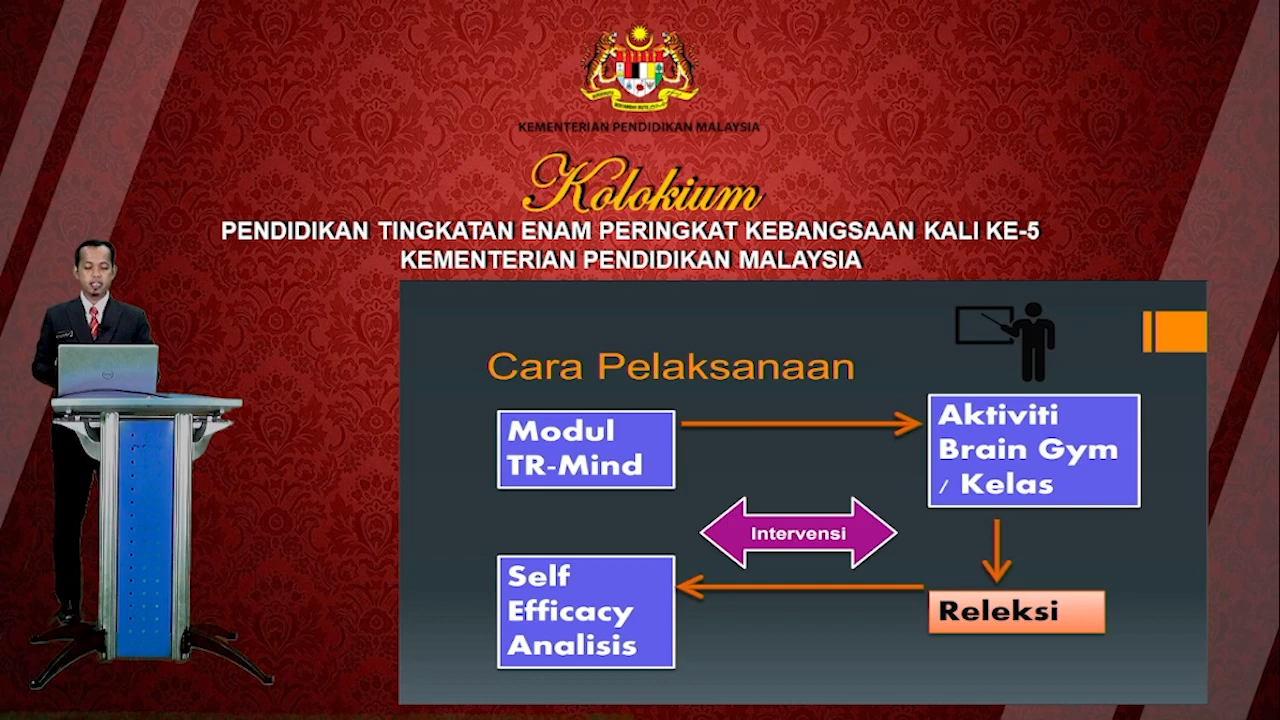 KEMENTERIAN PENDIDIKAN MALAYSIA
Kolokium
PENDIDIKAN TINGKATAN ENAM PERINGKAT KEBANGSAAN KALI KE-5
KEMENTERIAN PENDIDIKAN MALAYSIA
Cara Pelaksanaan
Modul
TR-Mind
Aktiviti
Brain Gym
/ Kelas
Intervensi
Self
Efficacy
Analisis
Releksi